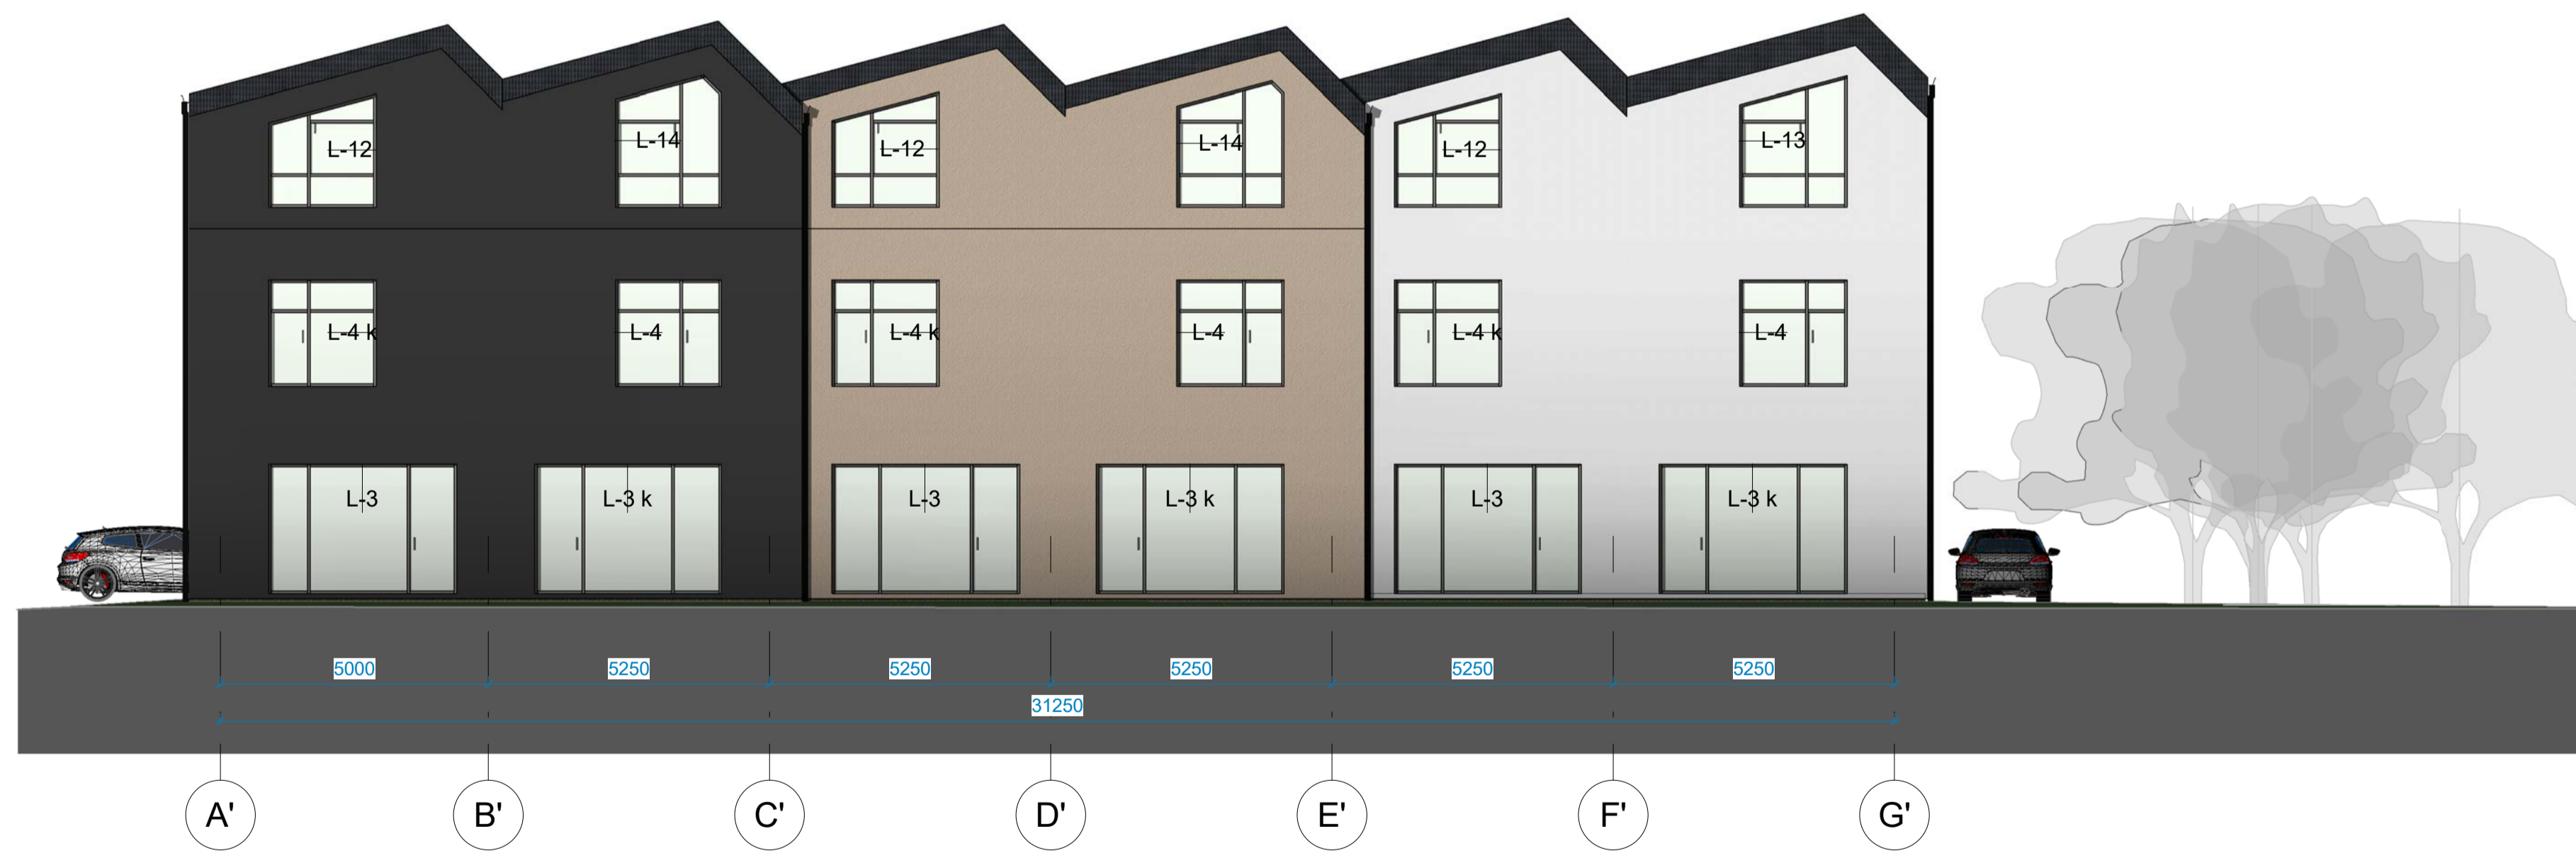 L-12 L-14 L-12 L-14 L-12 L-13
L-4 k L-4 L-4 k L-4 L-4 k L-4
L-3 L-3 k L-3 L-3 k L-3 L-3 k
5000 5250 5250 5250 5250 5250
31250
A' B' C' D' E' F' G'